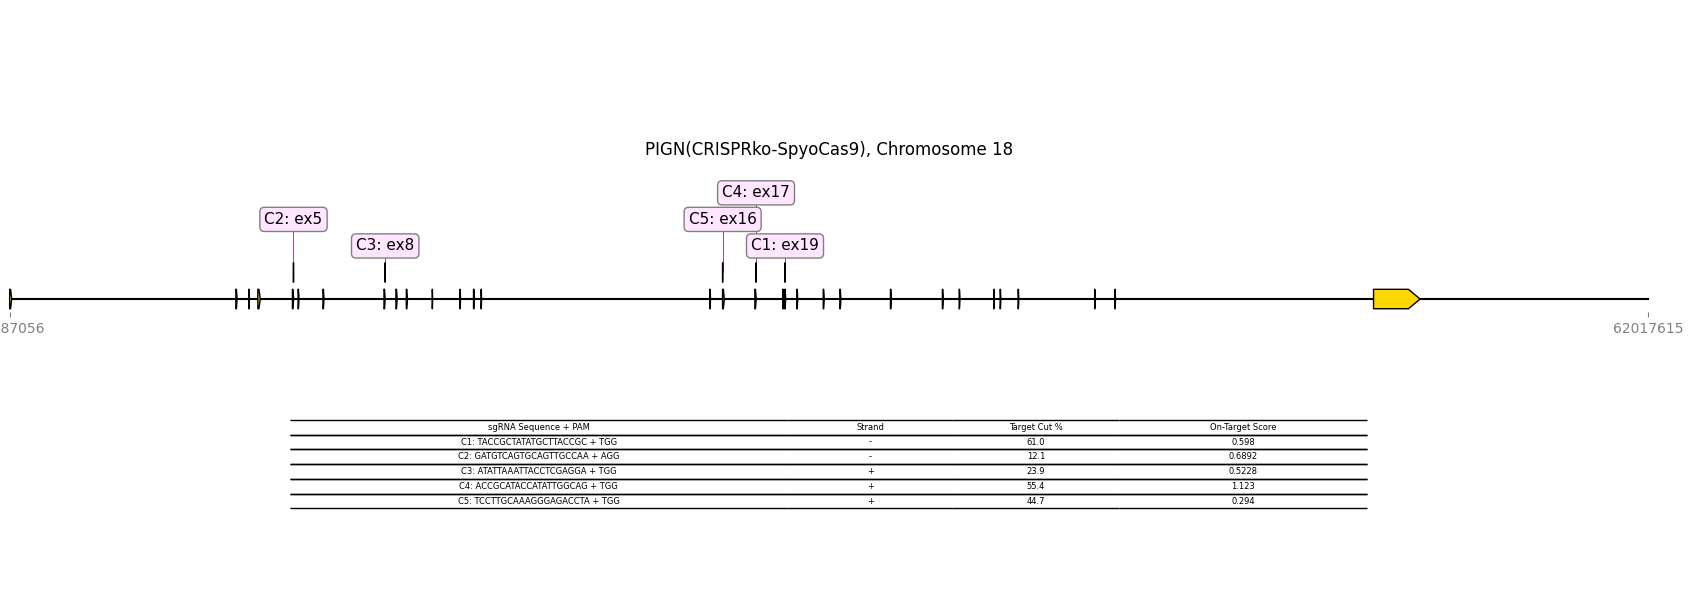 PIGN(CRISPRko-SpyoCas9), Chromosome 18
C4: ex17
C2: ex5
C5: ex16
C3: ex8
C1: ex19
87056
62017615
sgRNA Sequence + PAM Strand Target Cut % On-Target Score
C1: TACCGCTATATGCTTACCGC + TGG - 61.0 0.598
C2: GATGTCAGTGCAGTTGCCAA + AGG - 12.1 0.6892
C3: ATATTAAATTACCTCGAGGA + TGG + 23.9 0.5228
C4: ACCGCATACCATATTGGCAG + TGG + 55.4 1.123
C5: TCCTTGCAAAGGGAGACCTA + TGG + 44.7 0.294